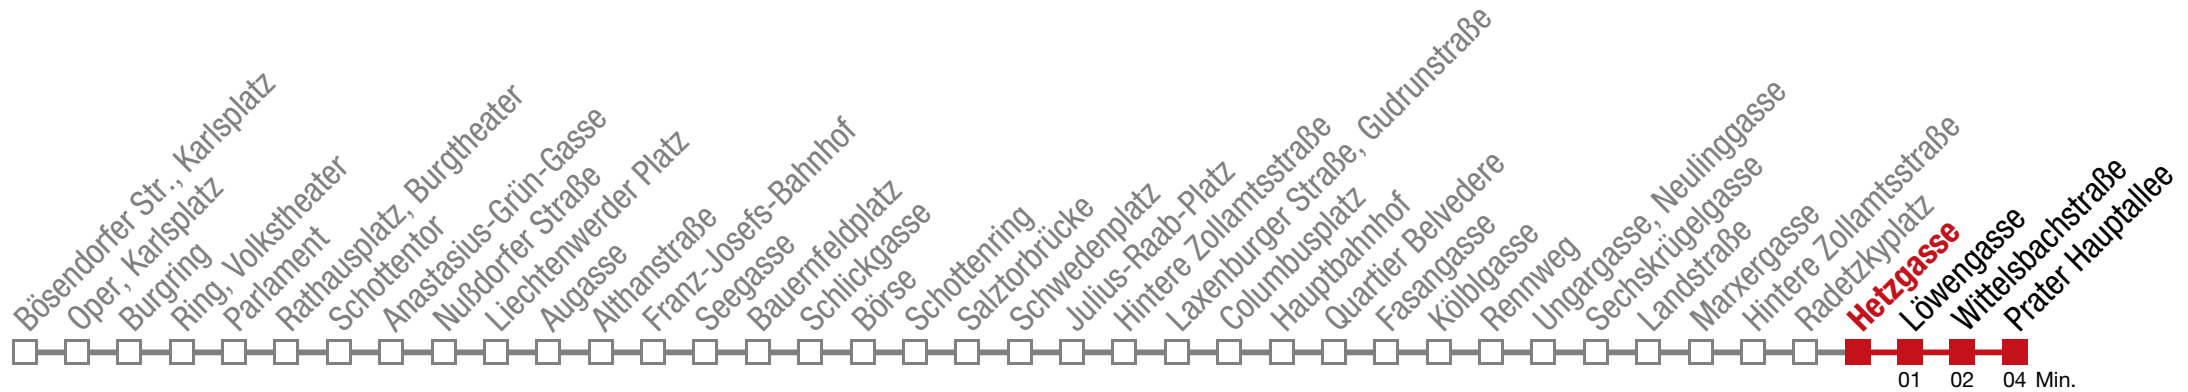 Bösendorfer Str., Karlsplatz
Oper, Karlsplatz
Burgring
Ring, Volkstheater
Parlament
Rathausplatz, Burgtheater
Schottentor
Anastasius-Grün-Gasse
Nußdorfer Straße
Liechtenwerder Platz
Augasse
Althanstraße
Franz-Josefs-Bahnhof
Seegasse
Bauernfeldplatz
Schlickgasse
Börse
Schottenring
Salztorbrücke
Schwedenplatz
Julius-Raab-Platz
Hintere Zollamtsstraße
Laxenburger Straße, Gudrunstraße
Columbusplatz
Hauptbahnhof
Quartier Belvedere
Fasangasse
Kölblgasse
Rennweg
Ungargasse, Neulinggasse
Sechskrügelgasse
Landstraße
Marxergasse
Hintere Zollamtsstraße
Radetzkyplatz
Hetzgasse
Löwengasse
Wittelsbachstraße
Prater Hauptallee
01 02 04 Min.